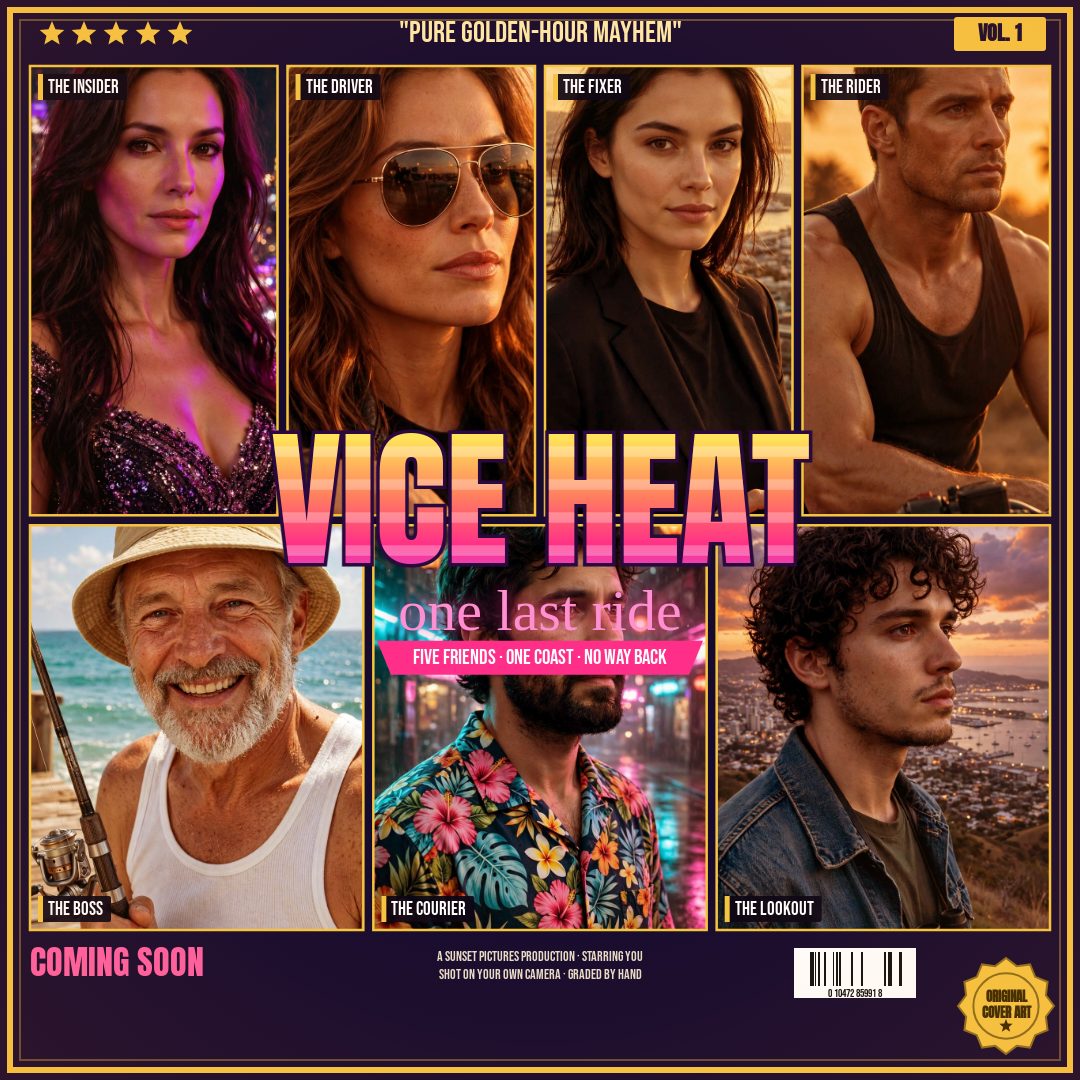 "PURE GOLDEN-HOUR MAYHEM"
VOL. 1
THE INSIDER
THE DRIVER
THE FIXER
THE RIDER
VICE HEAT
one last ride
FIVE FRIENDS · ONE COAST · NO WAY BACK
THE BOSS
THE COURIER
THE LOOKOUT
COMING SOON
A SUNSET PICTURES PRODUCTION · STARRING YOU
SHOT ON YOUR OWN CAMERA · GRADED BY HAND
0 10472 85991 8
ORIGINAL
COVER ART